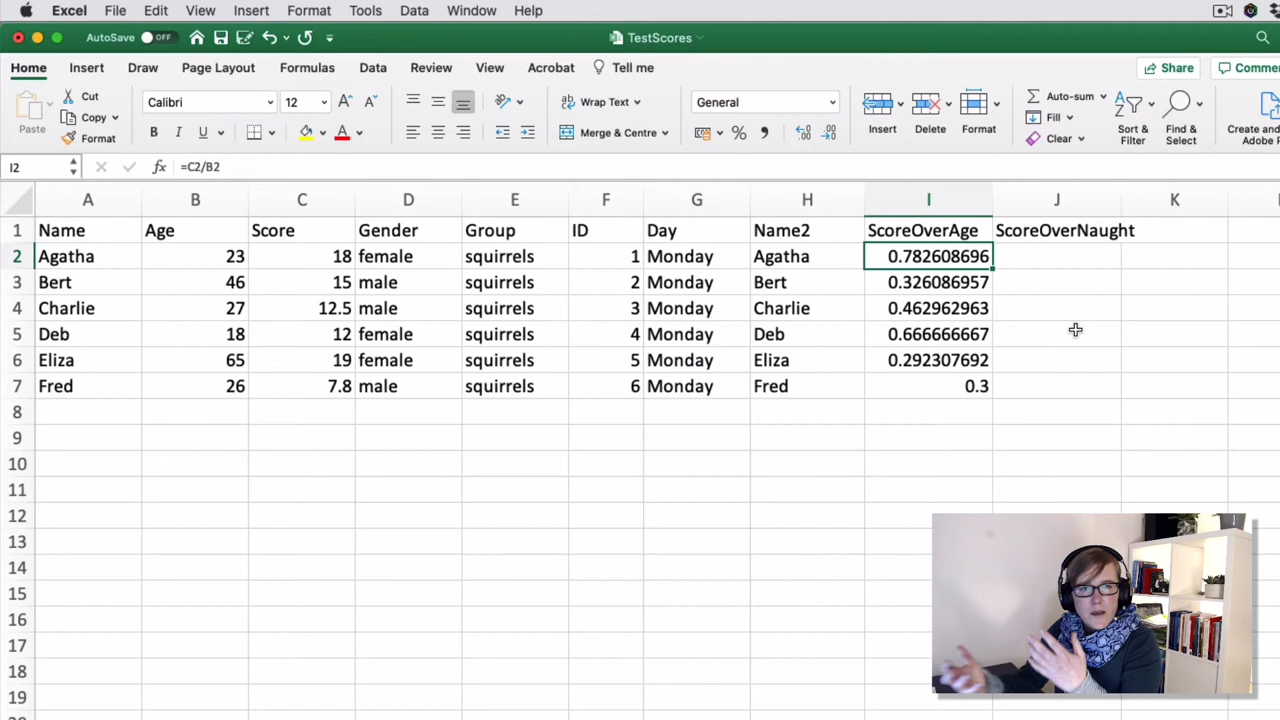 Excel File Edit View Insert Format Tools Data Window Help
AutoSave OFF TestScores
Home Insert Draw Page Layout Formulas Data Review View Acrobat Tell me Share Comme
Paste Cut Copy Format
Calibri 12 Wrap Text General Auto-sum
B I U Merge & Centre % Insert Delete Format Fill Clear Sort & Filter Find & Select Create and Adobe P
I2 fx =C2/B2
A B C D E F G H I J K
1 Name Age Score Gender Group ID Day Name2 ScoreOverAge ScoreOverNaught
2 Agatha 23 18 female squirrels 1 Monday Agatha 0.782608696
3 Bert 46 15 male squirrels 2 Monday Bert 0.326086957
4 Charlie 27 12.5 male squirrels 3 Monday Charlie 0.462962963
5 Deb 18 12 female squirrels 4 Monday Deb 0.666666667
6 Eliza 65 19 female squirrels 5 Monday Eliza 0.292307692
7 Fred 26 7.8 male squirrels 6 Monday Fred 0.3
8
9
10
11
12
13
14
15
16
17
18
19